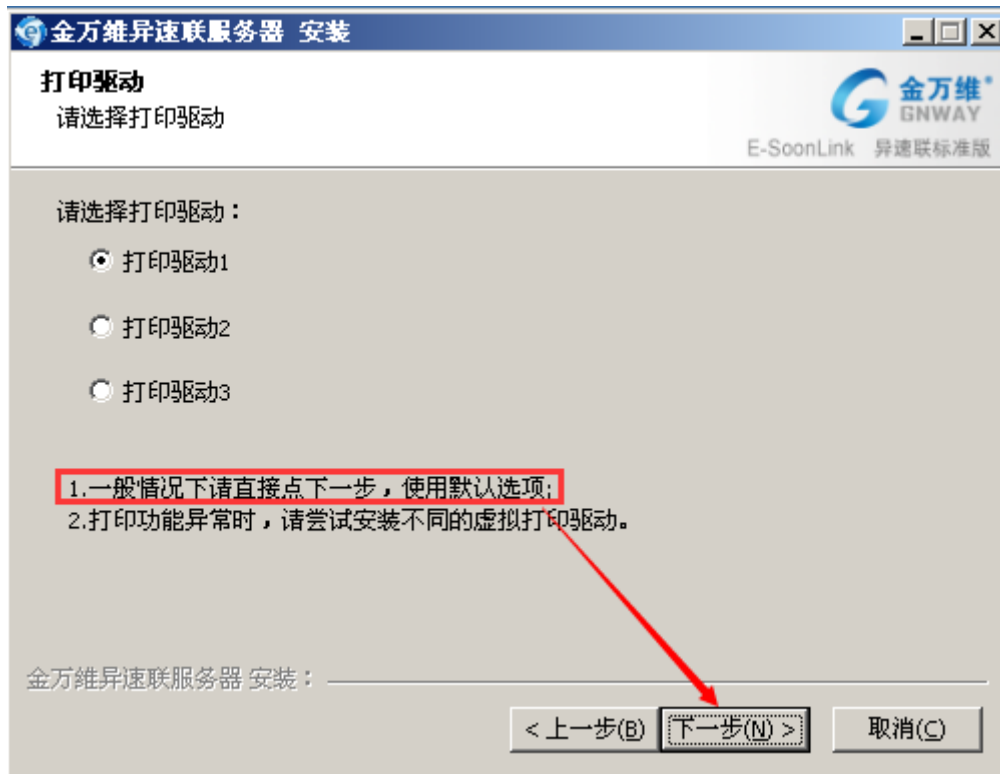 金万维异速联服务器 安装
打印驱动
请选择打印驱动
金万维
GNWAY
E-SoonLink 异速联标准版
请选择打印驱动：
打印驱动1
打印驱动2
打印驱动3
1.一般情况下请直接点下一步，使用默认选项;
2.打印功能异常时，请尝试安装不同的虚拟打印驱动。
金万维异速联服务器 安装：
< 上一步(B) 下一步(N) > 取消(C)